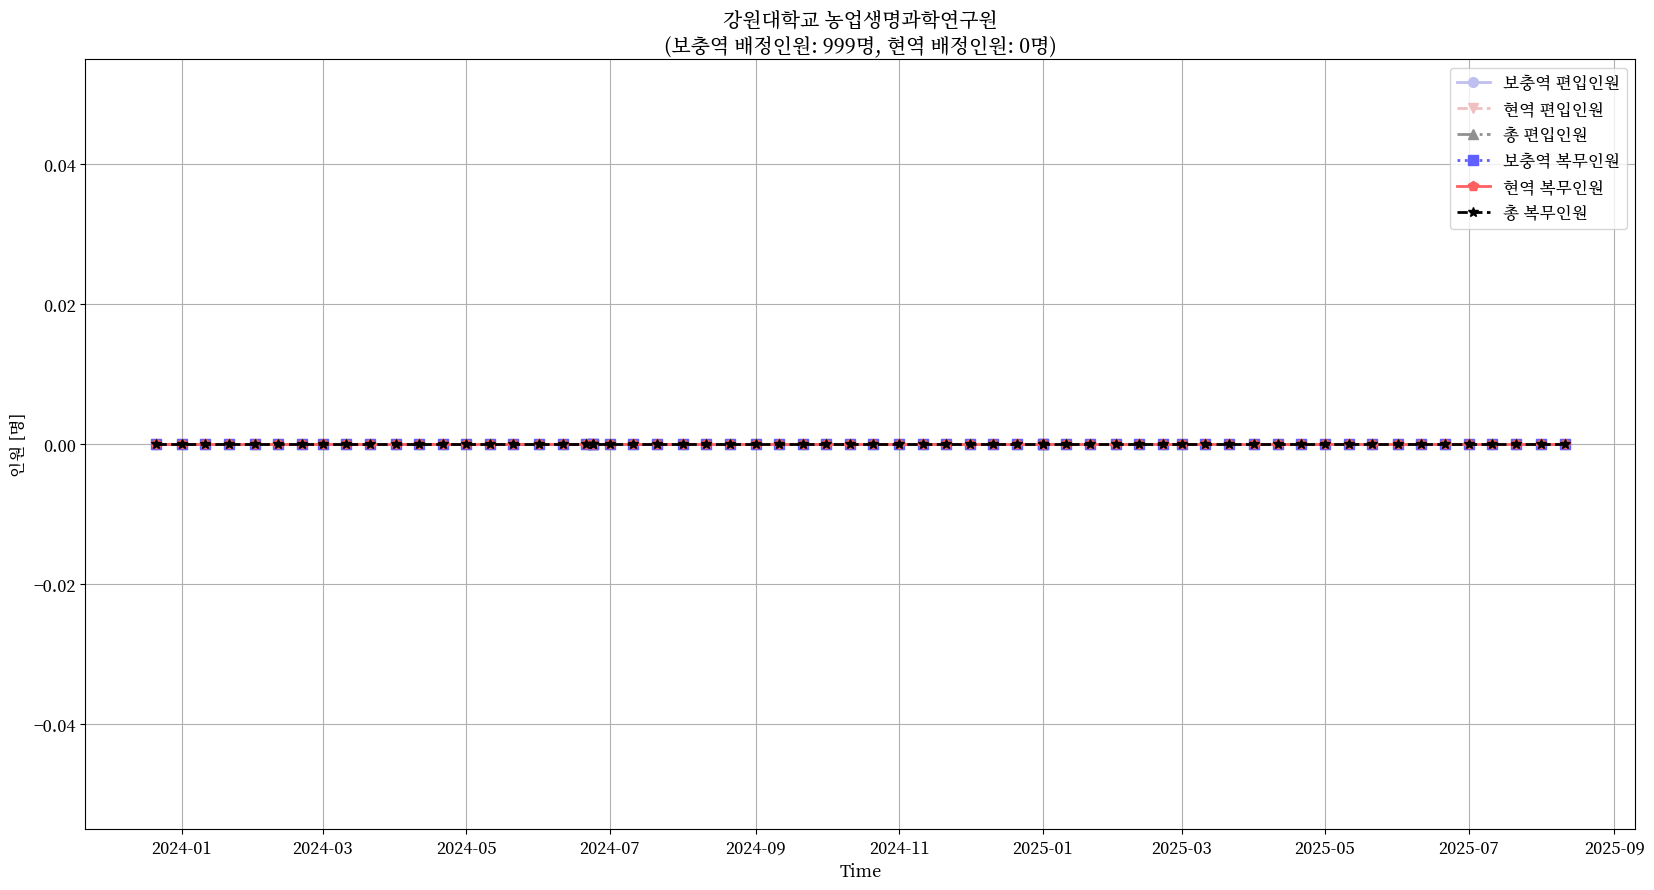 강원대학교 농업생명과학연구원
(보충역 배정인원: 999명, 현역 배정인원: 0명)
보충역 편입인원
현역 편입인원
총 편입인원
보충역 복무인원
현역 복무인원
총 복무인원
0.04
0.02
0.00
−0.02
−0.04
인원 [명]
2024-01 2024-03 2024-05 2024-07 2024-09 2024-11 2025-01 2025-03 2025-05 2025-07 2025-09
Time